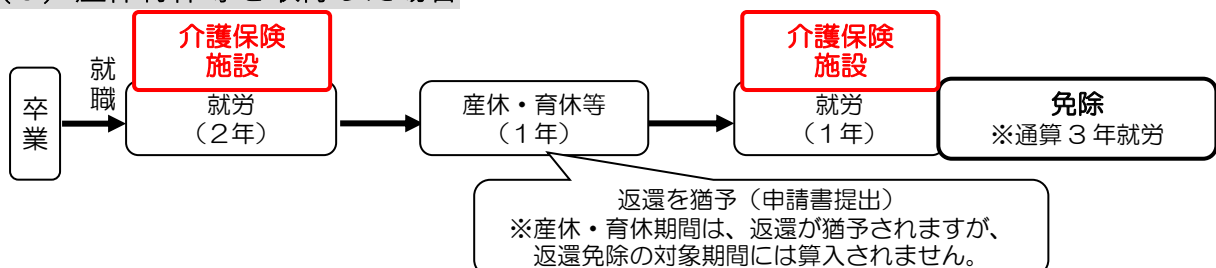 介護保険
施設
卒業
就職
就労
（２年）
産休・育休等
（１年）
介護保険
施設
就労
（１年）
免除
※通算３年就労
返還を猶予（申請書提出）
※産休・育休期間は、返還が猶予されますが、
返還免除の対象期間には算入されません。